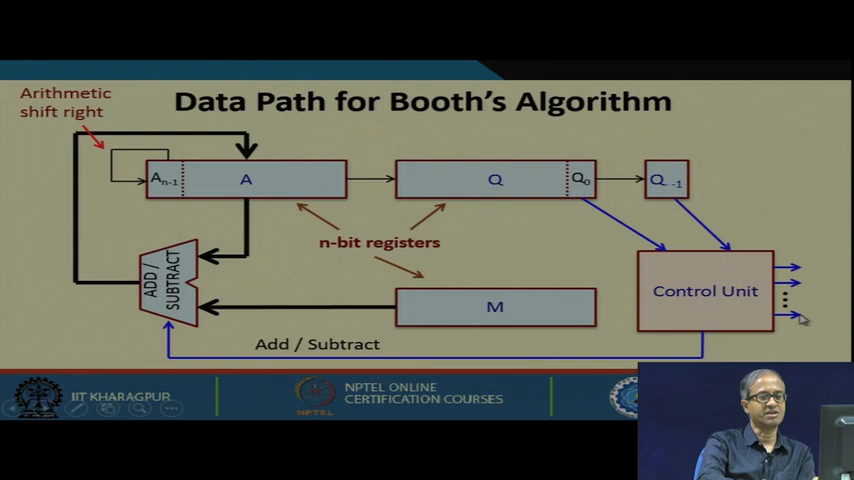 Arithmetic
shift right
Data Path for Booth's Algorithm
An-1
A
Q
Q0
Q-1
n-bit registers
ADD /
SUBTRACT
M
Control Unit
Add / Subtract
IIT KHARAGPUR
NPTEL
NPTEL ONLINE
CERTIFICATION COURSES